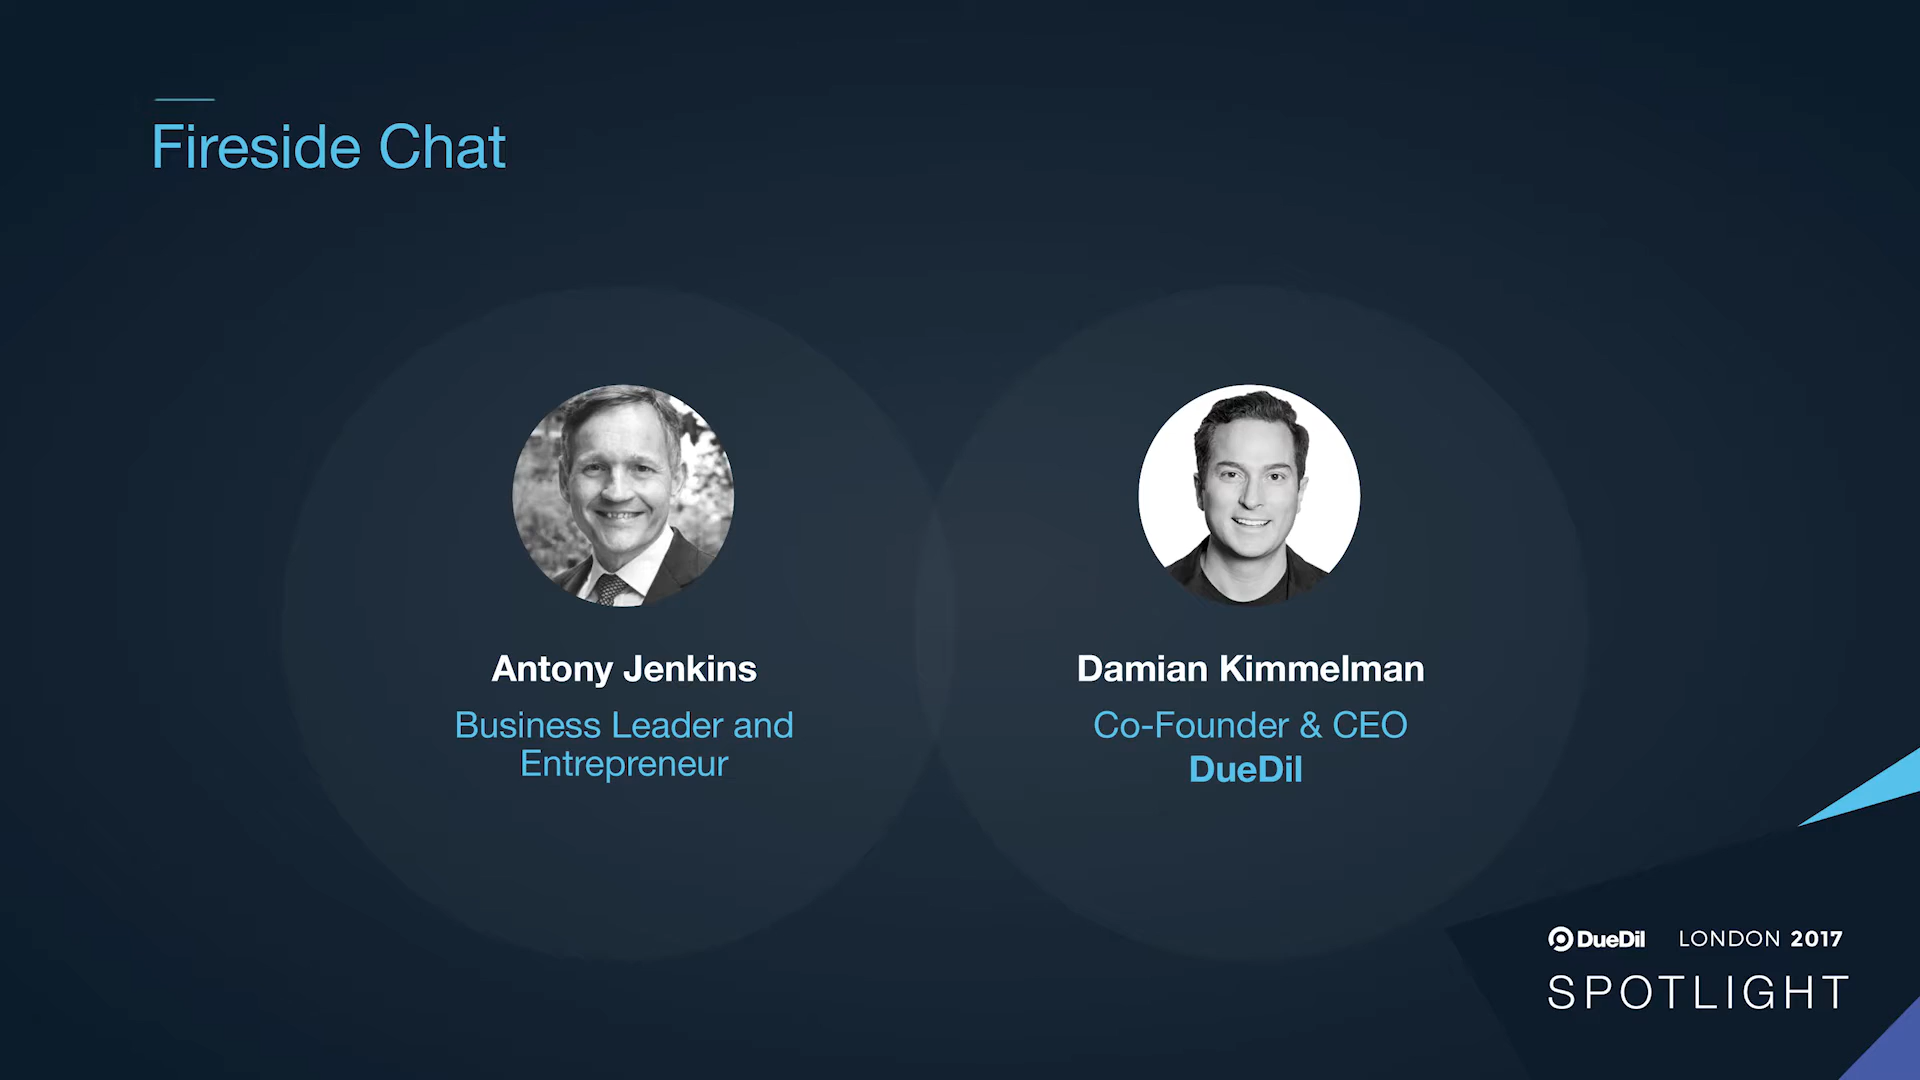 Fireside Chat
Antony Jenkins
Business Leader and
Entrepreneur
Damian Kimmelman
Co-Founder & CEO
DueDil
DueDil LONDON 2017
SPOTLIGHT